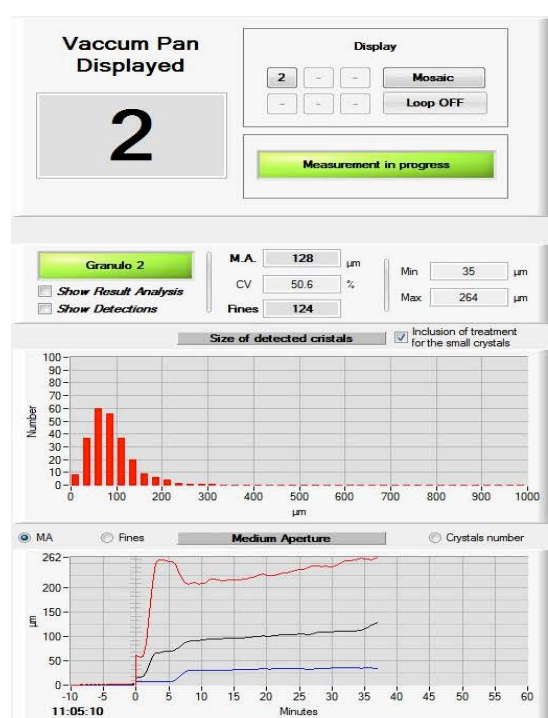 Vaccum Pan
Displayed
2
Display
2 - - Mosaic
- - - Loop OFF
Measurement in progress
Granulo 2
Show Result Analysis
Show Detections
M.A. 128 µm
CV 50.6 %
Fines 124
Min 35 µm
Max 264 µm
Size of detected cristals
Inclusion of treatment
for the small crystals
Number
100
90
80
70
60
50
40
30
20
10
0
0 100 200 300 400 500 600 700 800 900 1000
µm
MA Fines Medium Aperture Crystals number
µm
262
200
150
100
50
0
-10 -5 0 5 10 15 20 25 30 35 40 45 50 55 60
11:05:10 Minutes